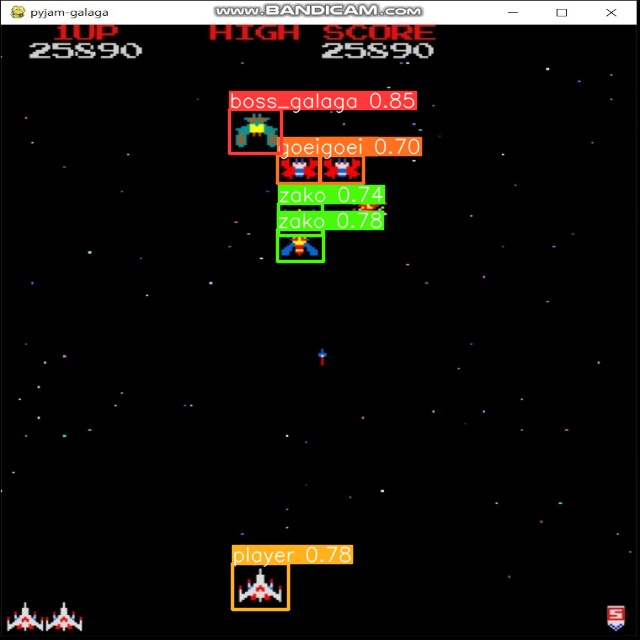 pyjam-galaga
www.BANDICAM.com
1UP HIGH SCORE
25890 25890
boss_galaga 0.85
goeigoei 0.70
zako 0.74
zako 0.78
player 0.78
5